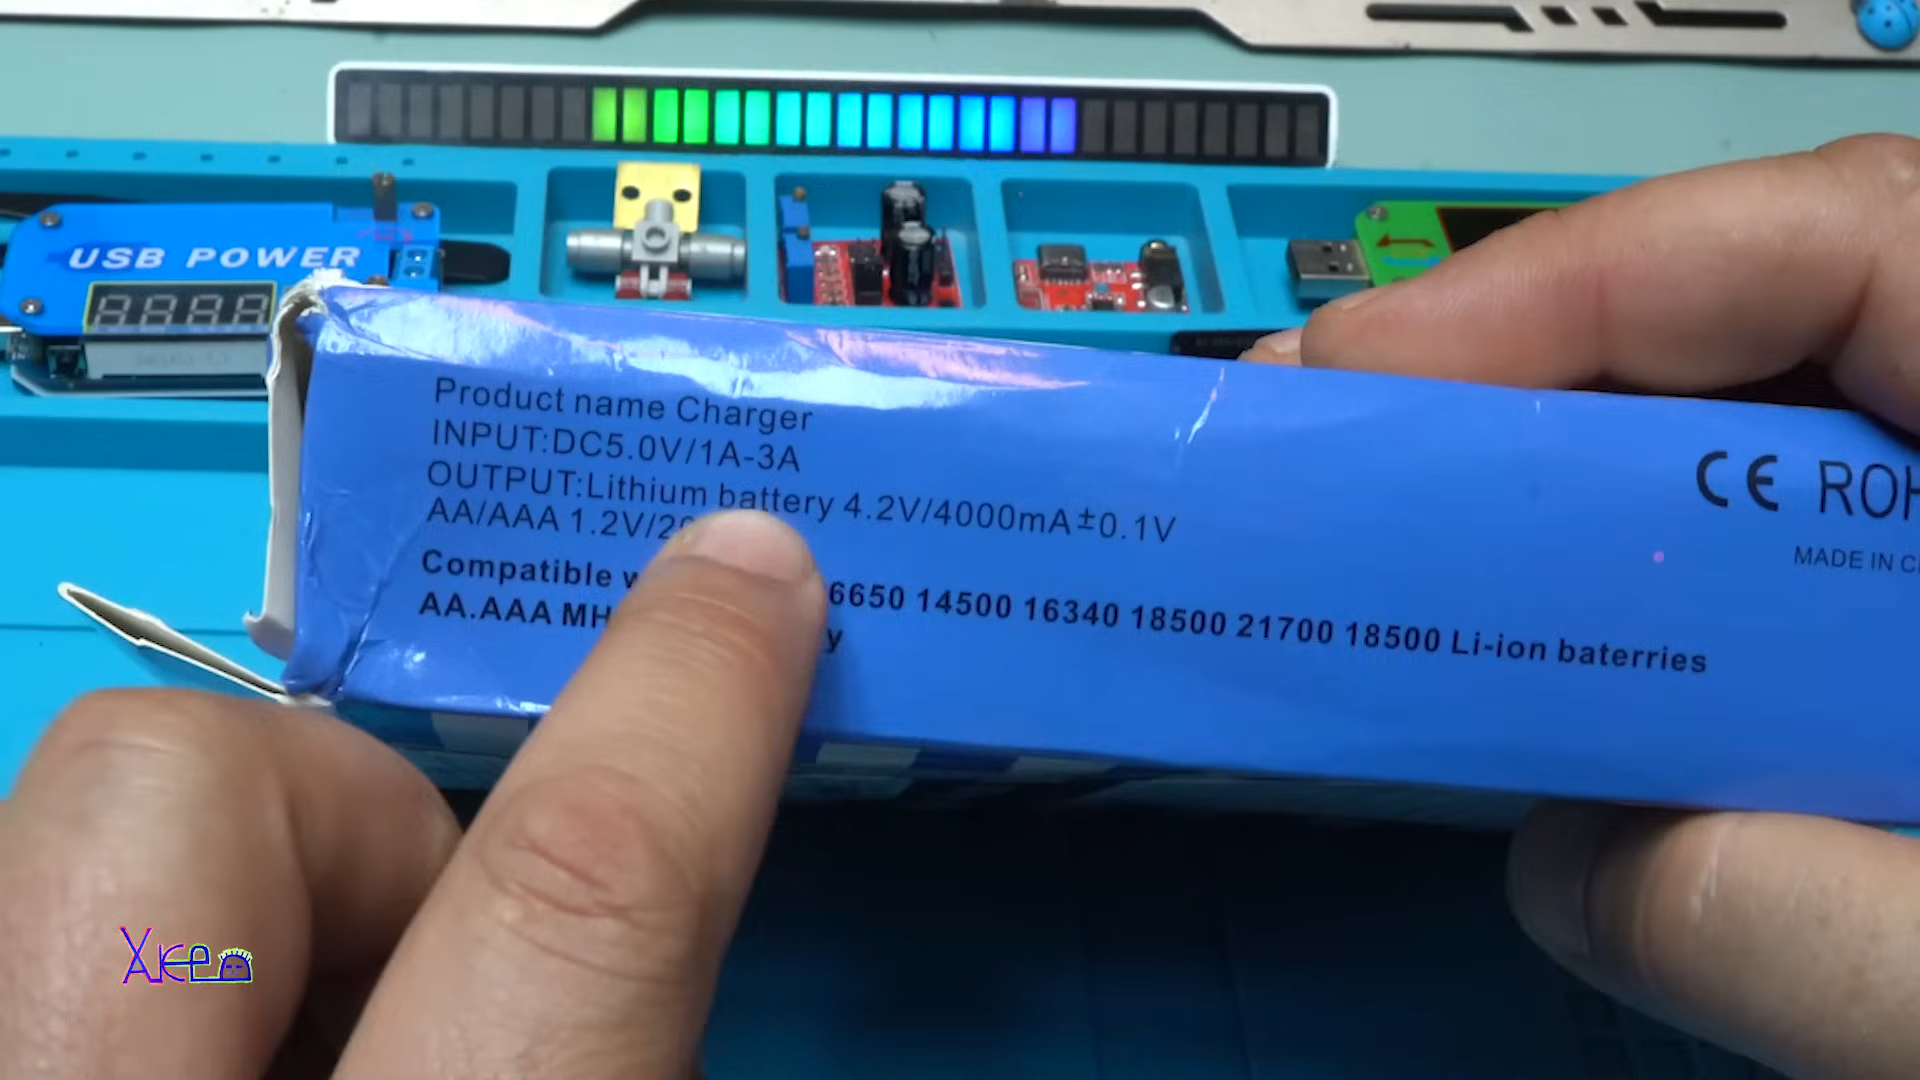 USB POWER
Product name Charger
INPUT:DC5.0V/1A-3A
OUTPUT:Lithium battery 4.2V/4000mA±0.1V
AA/AAA 1.2V/2
Compatible 6650 14500 16340 18500 21700 18500 Li-ion baterries
AA.AAA MH
CE ROH
MADE IN C